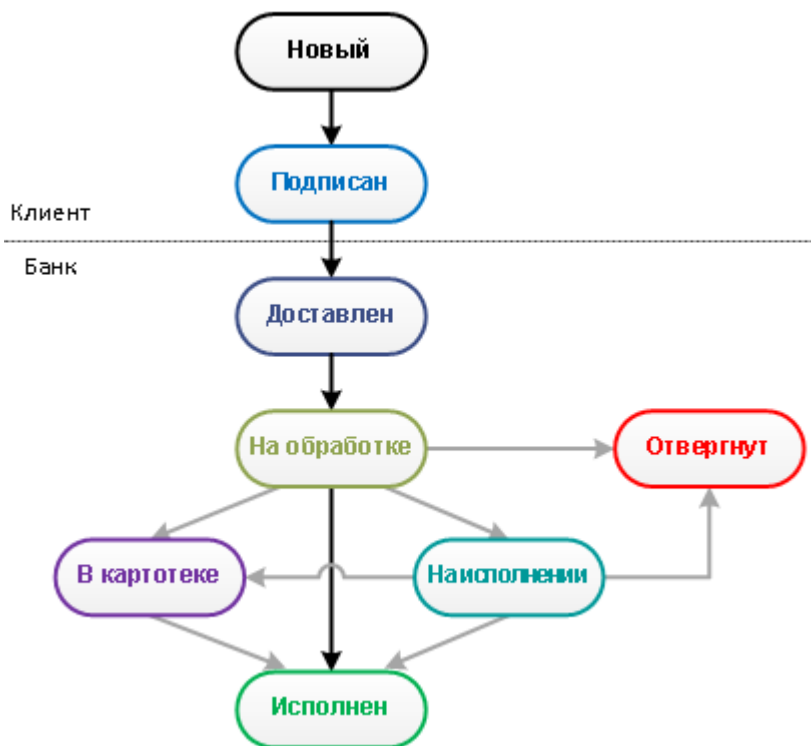 Новый
Подписан
Клиент
Банк
Доставлен
На обработке
Отвергнут
В картотеке
На исполнении
Исполнен